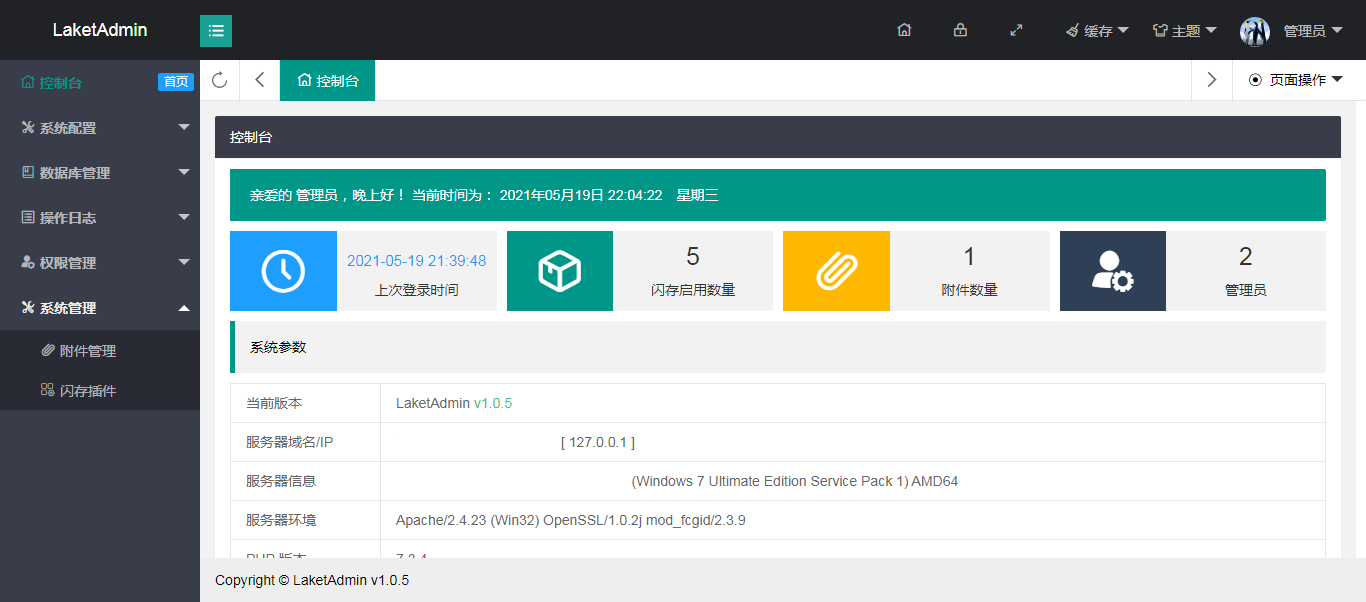 LaketAdmin
缓存
主题
管理员
控制台 首页
系统配置
数据库管理
操作日志
权限管理
系统管理
附件管理
闪存插件
控制台
页面操作
控制台
亲爱的 管理员，晚上好！ 当前时间为： 2021年05月19日 22:04:22 星期三
2021-05-19 21:39:48
上次登录时间
5
闪存启用数量
1
附件数量
2
管理员
系统参数
当前版本 LaketAdmin v1.0.5
服务器域名/IP [ 127.0.0.1 ]
服务器信息 (Windows 7 Ultimate Edition Service Pack 1) AMD64
服务器环境 Apache/2.4.23 (Win32) OpenSSL/1.0.2j mod_fcgid/2.3.9
PHP 版本
Copyright © LaketAdmin v1.0.5